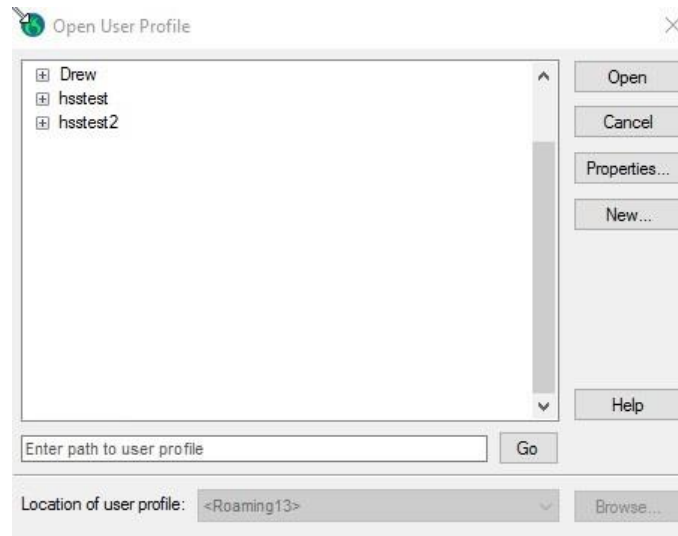 Open User Profile
Drew
hsstest
hsstest2
Open
Cancel
Properties...
New...
Help
Enter path to user profile
Go
Location of user profile:
<Roaming13>
Browse...